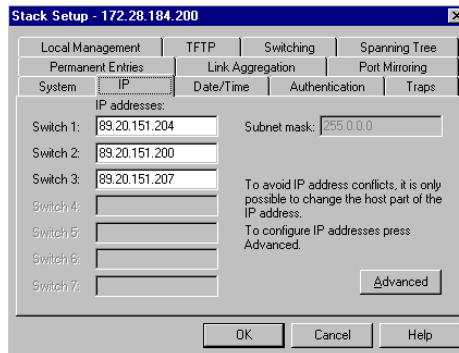 Stack Setup - 172.28.184.200
Local Management TFTP Switching Spanning Tree
Permanent Entries Link Aggregation Port Mirroring
System IP Date/Time Authentication Traps
IP addresses:
Switch 1: 89.20.151.204 Subnet mask: 255.0.0.0
Switch 2: 89.20.151.200
Switch 3: 89.20.151.207
To avoid IP address conflicts, it is only
possible to change the host part of the
IP address.
To configure IP addresses press
Advanced.
Switch 4:
Switch 5:
Switch 6:
Switch 7:
Advanced
OK Cancel Help